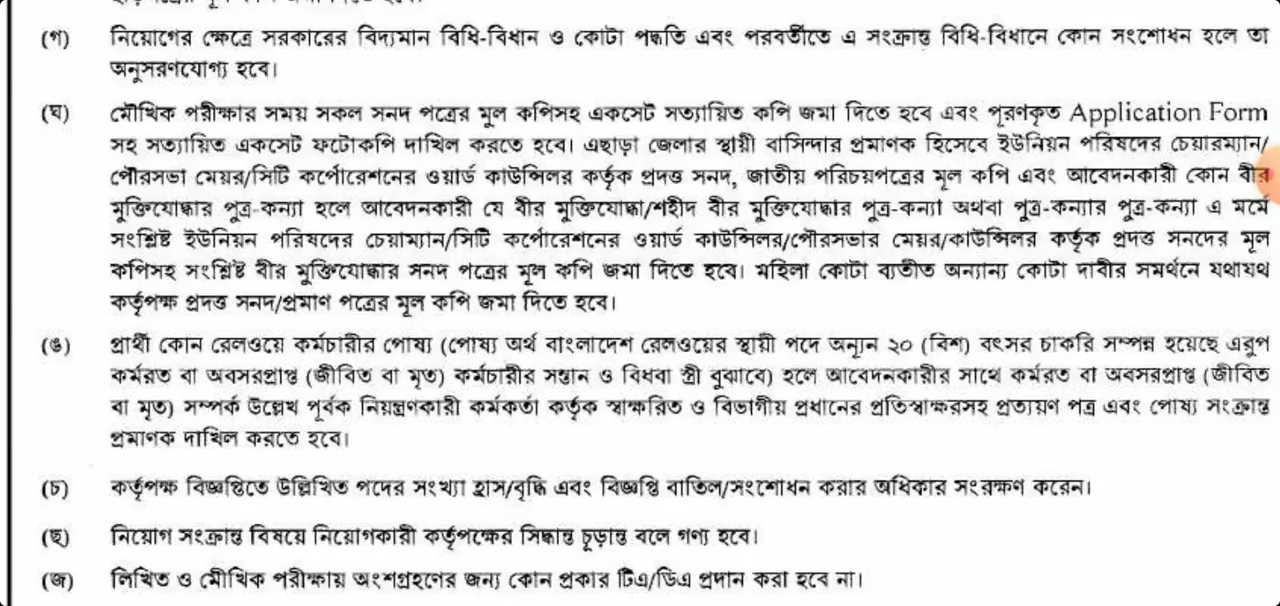 (গ) নিয়োগের ক্ষেত্রে সরকারের বিদ্যমান বিধি-বিধান ও কোটা পদ্ধতি এবং পরবর্তীতে এ সংক্রান্ত বিধি-বিধানে কোন সংশোধন হলে তা
অনুসরণযোগ্য হবে।
(ঘ) মৌখিক পরীক্ষার সময় সকল সনদ পত্রের মূল কপিসহ একসেট সত্যায়িত কপি জমা দিতে হবে এবং পূরণকৃত Application Form
সহ সত্যায়িত একসেট ফটোকপি দাখিল করতে হবে। এছাড়া জেলার স্থায়ী বাসিন্দার প্রমাণক হিসেবে ইউনিয়ন পরিষদের চেয়ারম্যান/
পৌরসভা মেয়র/সিটি কর্পোরেশনের ওয়ার্ড কাউন্সিলর কর্তৃক প্রদত্ত সনদ, জাতীয় পরিচয়পত্রের মূল কপি এবং আবেদনকারী কোন বীর
মুক্তিযোদ্ধার পুত্র-কন্যা হলে আবেদনকারী যে বীর মুক্তিযোদ্ধা/শহীদ বীর মুক্তিযোদ্ধার পুত্র-কন্যা অথবা পুত্র-কন্যার পুত্র-কন্যা এ মর্মে
সংশ্লিষ্ট ইউনিয়ন পরিষদের চেয়াম্যান/সিটি কর্পোরেশনের ওয়ার্ড কাউন্সিলর/পৌরসভার মেয়র/কাউন্সিলর কর্তৃক প্রদত্ত সনদের মূল
কপিসহ সংশ্লিষ্ট বীর মুক্তিযোদ্ধার সনদ পত্রের মূল কপি জমা দিতে হবে। মহিলা কোটা ব্যতীত অন্যান্য কোটা দাবীর সমর্থনে যথাযথ
কর্তৃপক্ষ প্রদত্ত সনদ/প্রমাণ পত্রের মূল কপি জমা দিতে হবে।
(ঙ) প্রার্থী কোন রেলওয়ে কর্মচারীর পোষ্য (পোষ্য অর্থ বাংলাদেশ রেলওয়ের স্থায়ী পদে অন্যূন ২০ (বিশ) বৎসর চাকরি সম্পন্ন হয়েছে এরুপ
কর্মরত বা অবসরপ্রাপ্ত (জীবিত বা মৃত) কর্মচারীর সন্তান ও বিধবা স্ত্রী বুঝাবে) হলে আবেদনকারীর সাথে কর্মরত বা অবসরপ্রাপ্ত (জীবিত
বা মৃত) সম্পর্ক উল্লেখ পূর্বক নিয়ন্ত্রণকারী কর্মকর্তা কর্তৃক স্বাক্ষরিত ও বিভাগীয় প্রধানের প্রতিস্বাক্ষরসহ প্রত্যয়ণ পত্র এবং পোষ্য সংক্রান্ত
প্রমাণক দাখিল করতে হবে।
(চ) কর্তৃপক্ষ বিজ্ঞপ্তিতে উল্লিখিত পদের সংখ্যা হ্রাস/বৃদ্ধি এবং বিজ্ঞপ্তি বাতিল/সংশোধন করার অধিকার সংরক্ষণ করেন।
(ছ) নিয়োগ সংক্রান্ত বিষয়ে নিয়োগকারী কর্তৃপক্ষের সিদ্ধান্ত চূড়ান্ত বলে গণ্য হবে।
(জ) লিখিত ও মৌখিক পরীক্ষায় অংশগ্রহণের জন্য কোন প্রকার টিএ/ডিএ প্রদান করা হবে না।